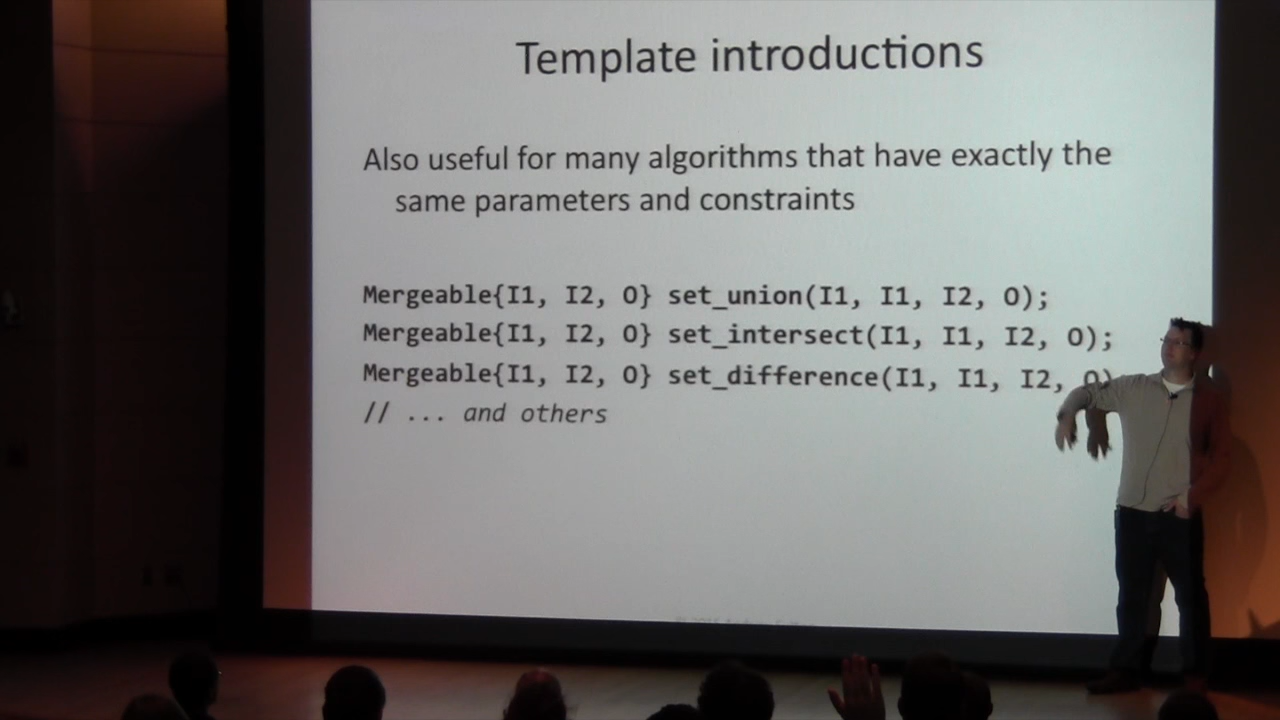 Template introductions
Also useful for many algorithms that have exactly the
same parameters and constraints
Mergeable{I1, I2, O} set_union(I1, I1, I2, O);
Mergeable{I1, I2, O} set_intersect(I1, I1, I2, O);
Mergeable{I1, I2, O} set_difference(I1, I1, I2, O)
// ... and others